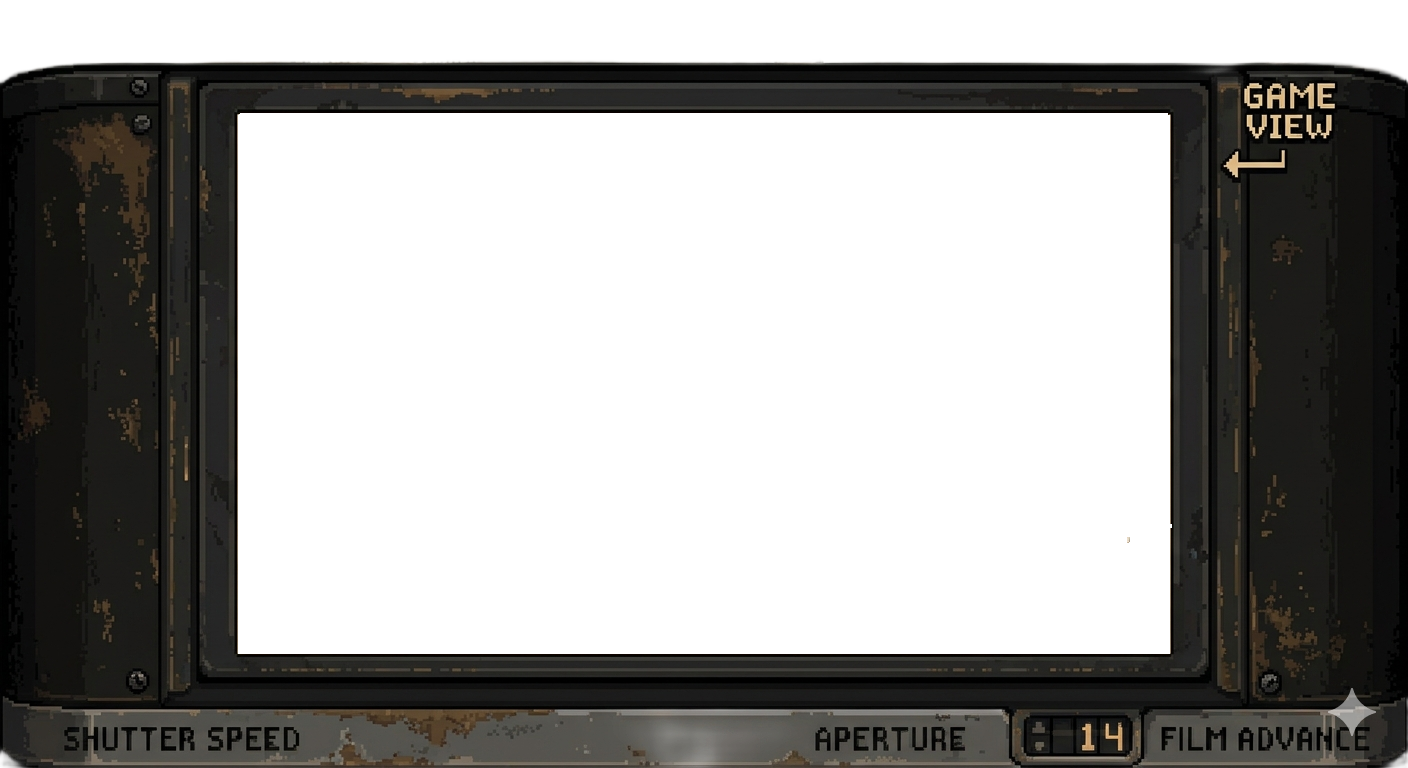 GAME
VIEW
SHUTTER SPEED
APERTURE
14
FILM ADVANCE